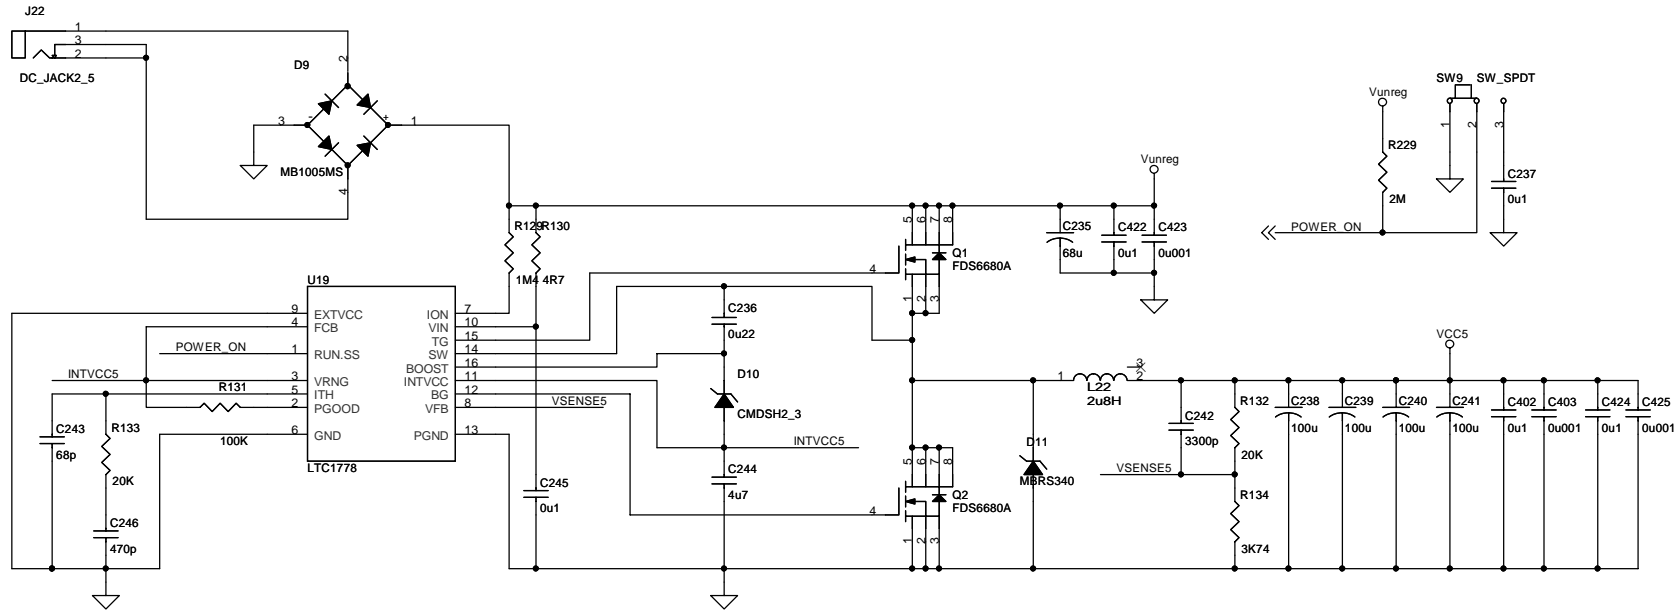 J22
1
3
2
DC_JACK2_5
D9
2
3
-
+
1
MB1005MS
4
SW9 SW_SPDT
Vunreg
1
2
3
R229
2M
C237
0u1
POWER_ON
Vunreg
R129 R130
1M4 4R7
5 6 7 8
Q1
FDS6680A
4
1 2 3
C235
68u
C422
0u1
C423
0u001
U19
9 EXTVCC
4 FCB
1 RUN.SS
3 VRNG
5 ITH
2 PGOOD
6 GND
ION 7
VIN 10
TG 15
SW 14
BOOST 16
INTVCC 11
BG 12
VFB 8
PGND 13
LTC1778
POWER_ON
INTVCC5
R131
100K
C243
68p
R133
20K
C246
470p
VSENSE5
C236
0u22
D10
CMDSH2_3
INTVCC5
C244
4u7
C245
0u1
5 6 7 8
Q2
FDS6680A
4
1 2 3
D11
MBRS340
1
3
2
L22
2u8H
VCC5
C242
3300p
R132
20K
VSENSE5
R134
3K74
C238
100u
C239
100u
C240
100u
C241
100u
C402
0u1
C403
0u001
C424
0u1
C425
0u001